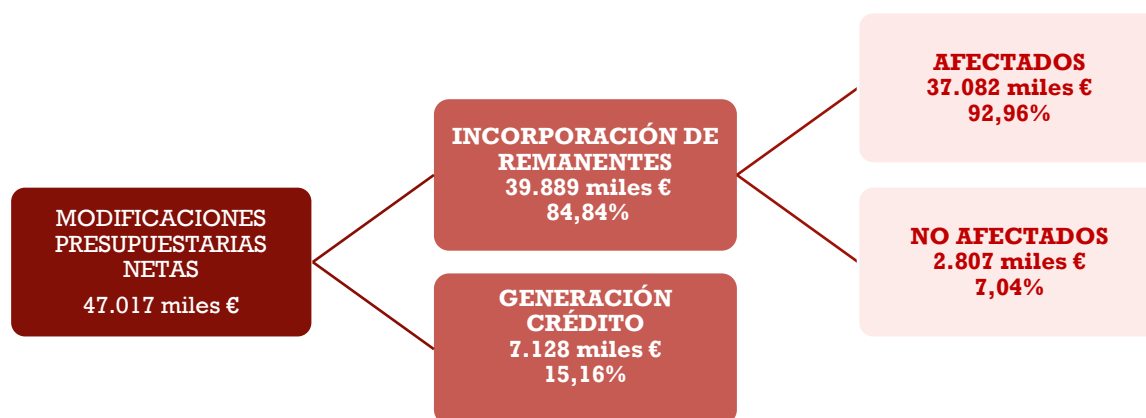 MODIFICACIONES
PRESUPUESTARIAS
NETAS
47.017 miles €
INCORPORACIÓN DE
REMANENTES
39.889 miles €
84,84%
GENERACIÓN
CRÉDITO
7.128 miles €
15,16%
AFECTADOS
37.082 miles €
92,96%
NO AFECTADOS
2.807 miles €
7,04%